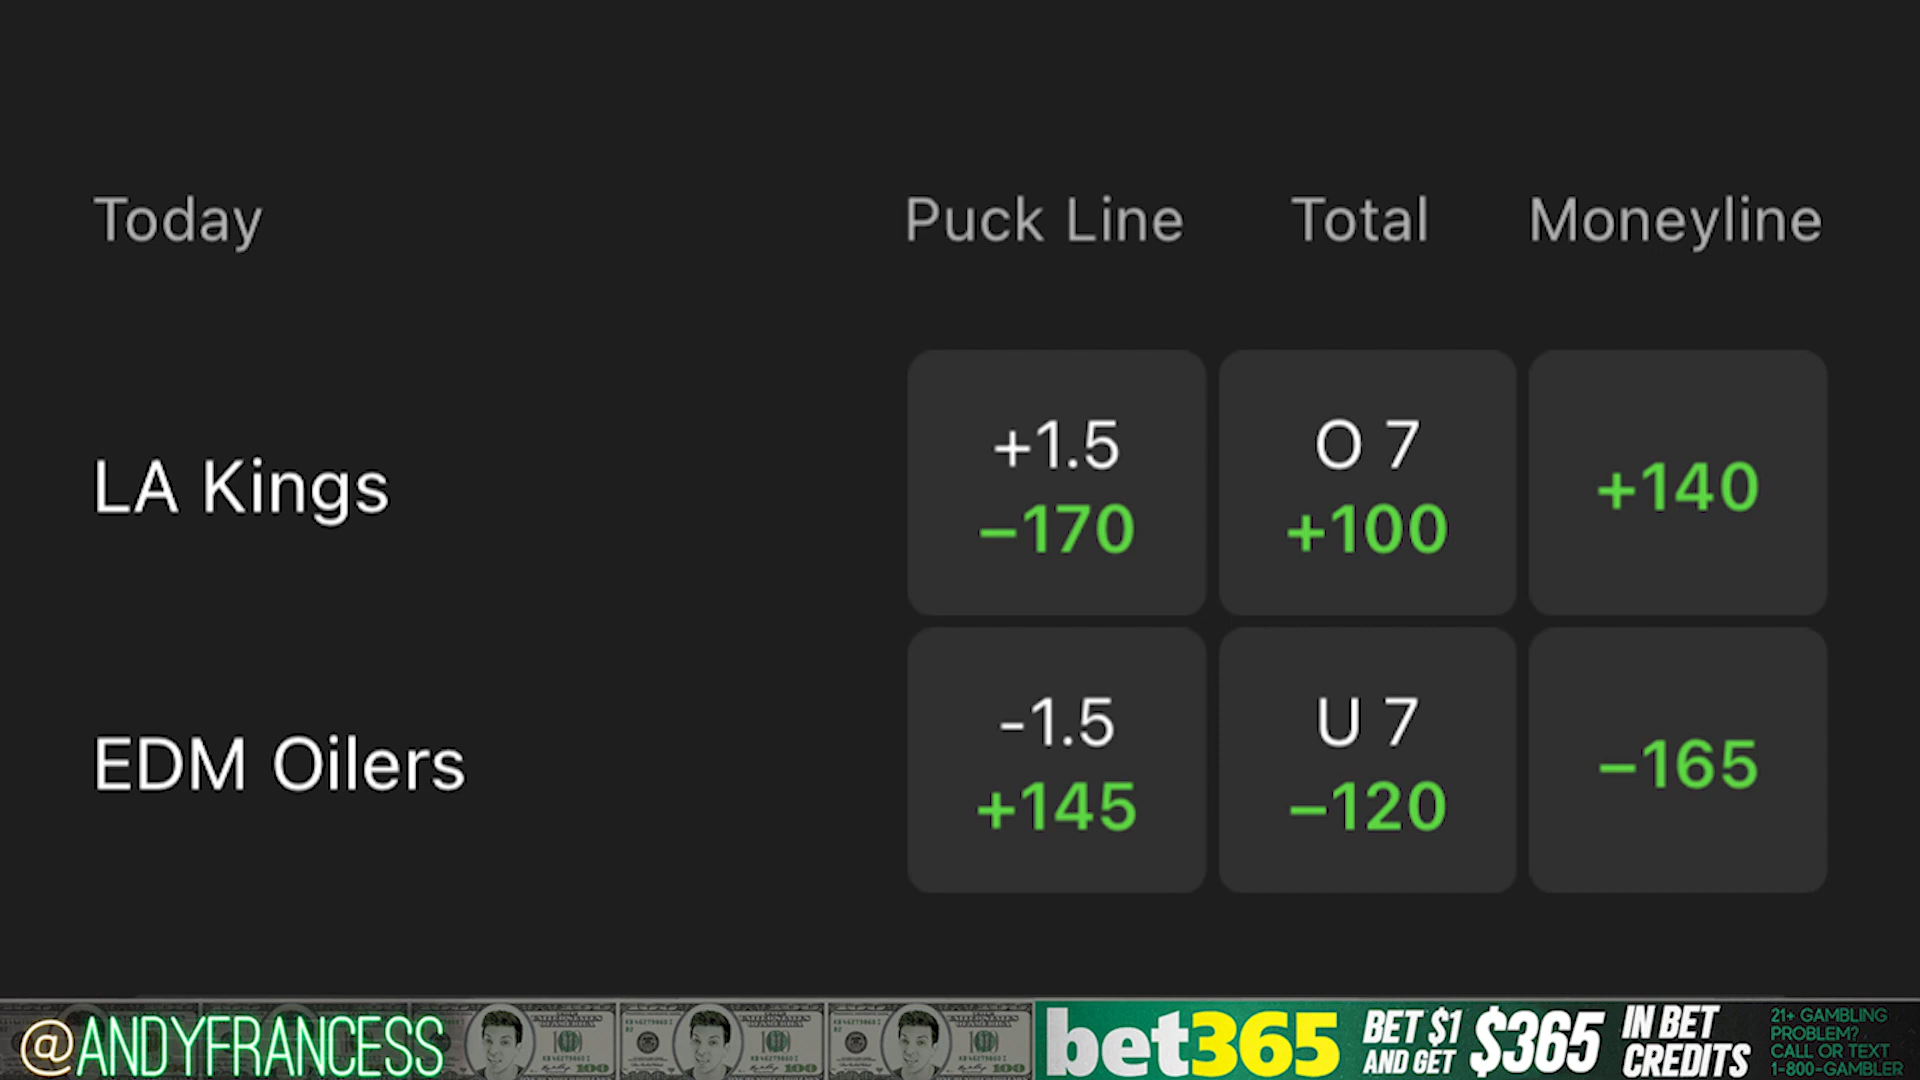 Today Puck Line Total Moneyline
+1.5 O 7
LA Kings +140
−170 +100
-1.5 U 7
EDM Oilers −165
+145 −120
@ANDYFRANCESS
bet365
BET $1
AND GET
$365
IN BET
CREDITS
21+ GAMBLING
PROBLEM?
CALL OR TEXT
1-800-GAMBLER